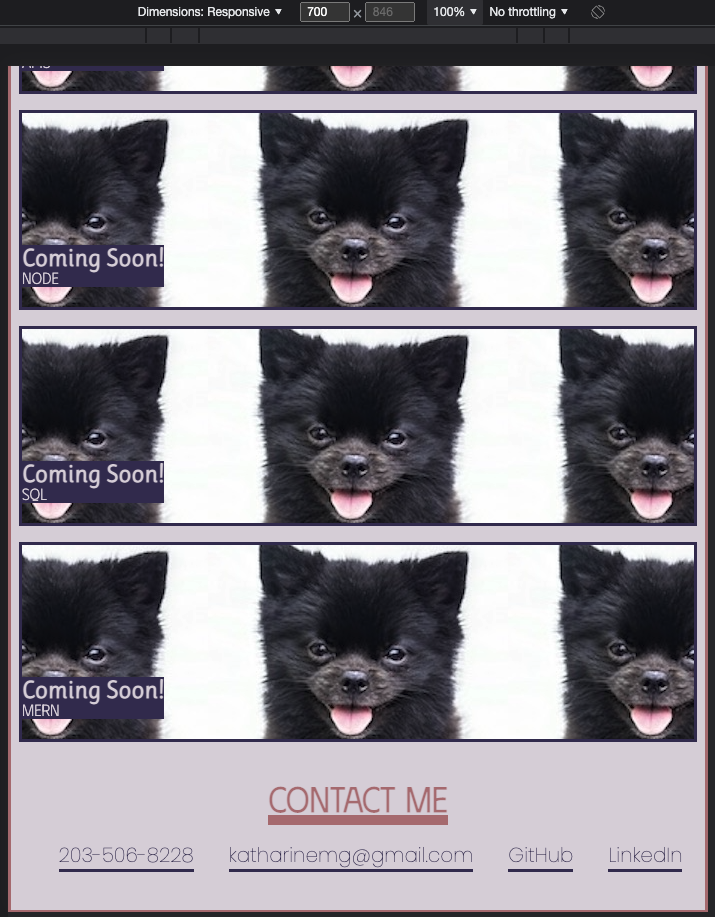 Dimensions: Responsive ▼ 700 × 846 100% ▼ No throttling ▼
Coming Soon!
NODE
Coming Soon!
SQL
Coming Soon!
MERN
CONTACT ME
203-506-8228 katharinemg@gmail.com GitHub LinkedIn